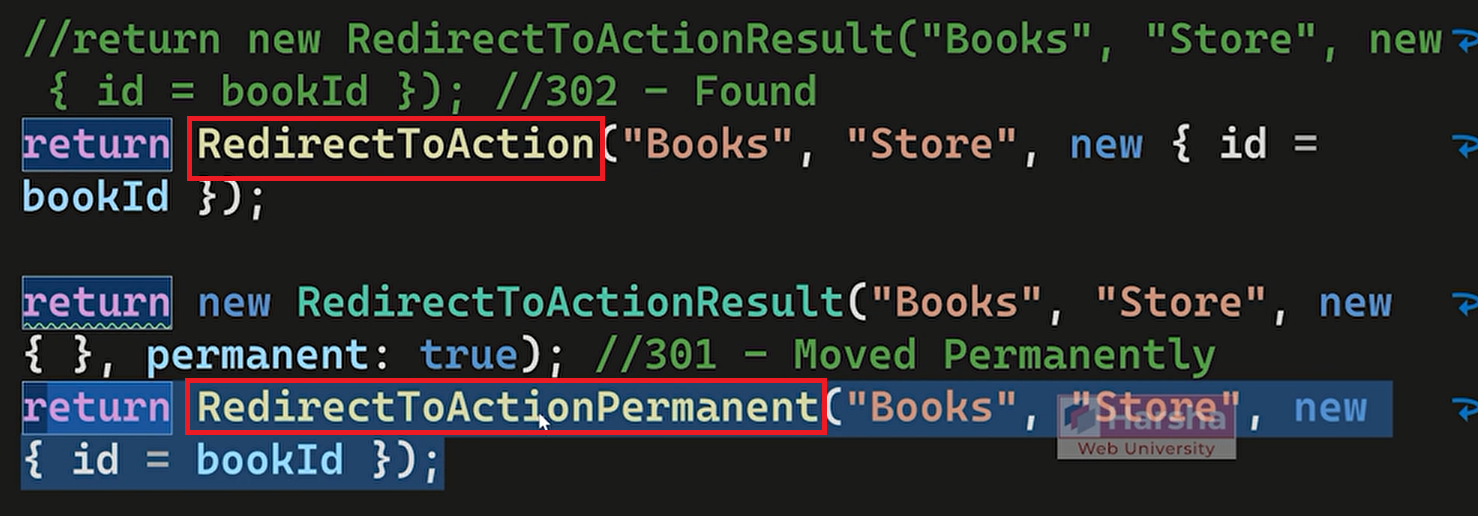 //return new RedirectToActionResult("Books", "Store", new
{ id = bookId }); //302 - Found
return RedirectToAction("Books", "Store", new { id =
bookId });
return new RedirectToActionResult("Books", "Store", new
{ }, permanent: true); //301 - Moved Permanently
return RedirectToActionPermanent("Books", "Store", new
{ id = bookId });
Harsha
Web University